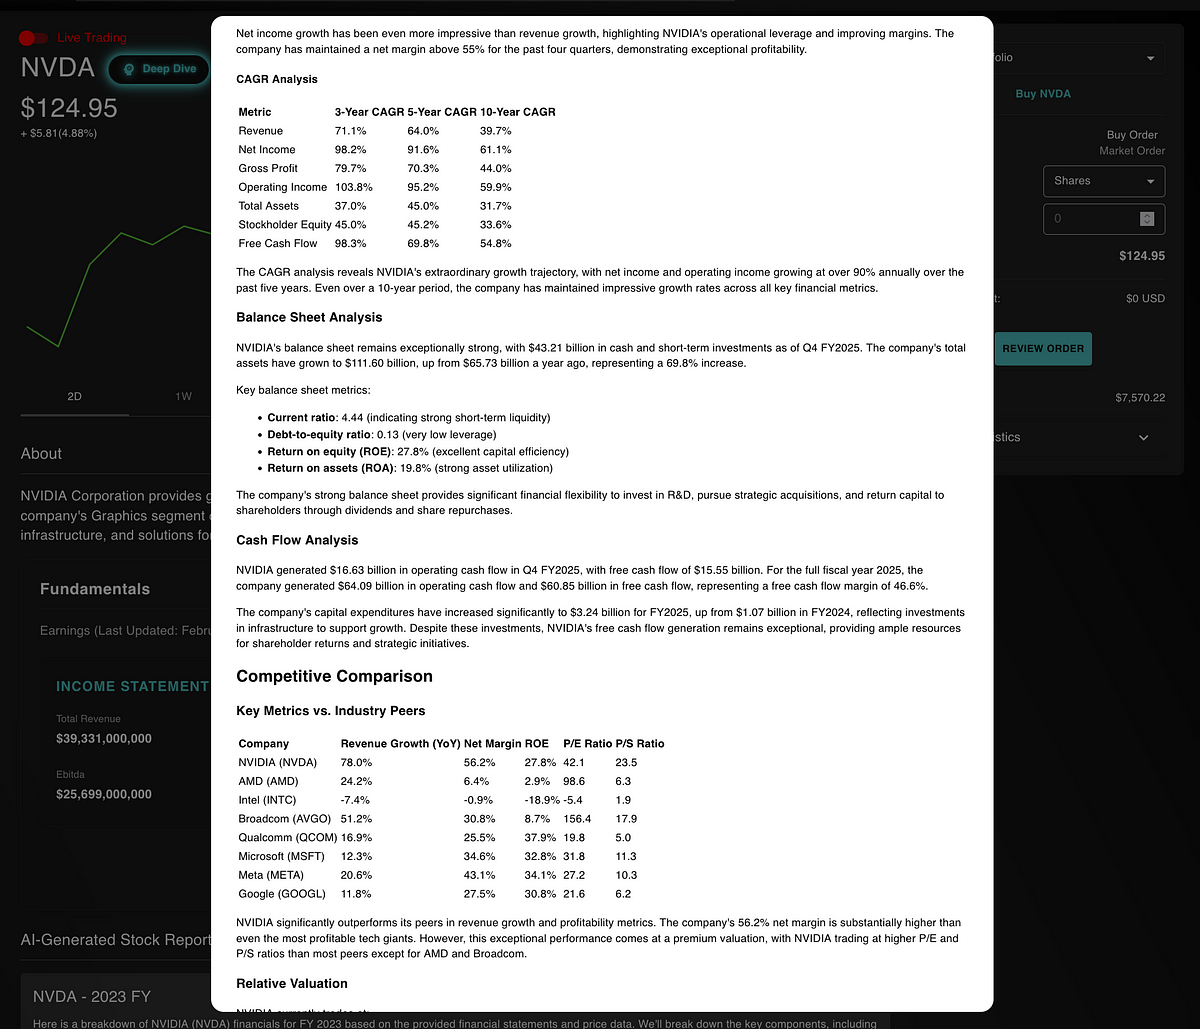 Live Trading
NVDA
Deep Dive
$124.95
+ $5.81(4.88%)
2D 1W
About
NVIDIA Corporation provides
company's Graphics segment
infrastructure, and solutions
Fundamentals
Earnings (Last Updated:
INCOME STATEMENT
Total Revenue
$39,331,000,000
Ebitda
$25,699,000,000
AI-Generated Stock Report
NVDA - 2023 FY
Here is a breakdown of NVIDIA (NVDA) financials for FY 2023 based on the provided financial statements and price data. We'll break down the key components, including
Net income growth has been even more impressive than revenue growth, highlighting NVIDIA's operational leverage and improving margins. The
company has maintained a net margin above 55% for the past four quarters, demonstrating exceptional profitability.
CAGR Analysis
Metric 3-Year CAGR 5-Year CAGR 10-Year CAGR
Revenue 71.1% 64.0% 39.7%
Net Income 98.2% 91.6% 61.1%
Gross Profit 79.7% 70.3% 44.0%
Operating Income 103.8% 95.2% 59.9%
Total Assets 37.0% 45.0% 31.7%
Stockholder Equity 45.0% 45.2% 33.6%
Free Cash Flow 98.3% 69.8% 54.8%
The CAGR analysis reveals NVIDIA's extraordinary growth trajectory, with net income and operating income growing at over 90% annually over the
past five years. Even over a 10-year period, the company has maintained impressive growth rates across all key financial metrics.
Balance Sheet Analysis
NVIDIA's balance sheet remains exceptionally strong, with $43.21 billion in cash and short-term investments as of Q4 FY2025. The company's total
assets have grown to $111.60 billion, up from $65.73 billion a year ago, representing a 69.8% increase.
Key balance sheet metrics:
• Current ratio: 4.44 (indicating strong short-term liquidity)
• Debt-to-equity ratio: 0.13 (very low leverage)
• Return on equity (ROE): 27.8% (excellent capital efficiency)
• Return on assets (ROA): 19.8% (strong asset utilization)
The company's strong balance sheet provides significant financial flexibility to invest in R&D, pursue strategic acquisitions, and return capital to
shareholders through dividends and share repurchases.
Cash Flow Analysis
NVIDIA generated $16.63 billion in operating cash flow in Q4 FY2025, with free cash flow of $15.55 billion. For the full fiscal year 2025, the
company generated $64.09 billion in operating cash flow and $60.85 billion in free cash flow, representing a free cash flow margin of 46.6%.
The company's capital expenditures have increased significantly to $3.24 billion for FY2025, up from $1.07 billion in FY2024, reflecting investments
in infrastructure to support growth. Despite these investments, NVIDIA's free cash flow generation remains exceptional, providing ample resources
for shareholder returns and strategic initiatives.
Competitive Comparison
Key Metrics vs. Industry Peers
Company Revenue Growth (YoY) Net Margin ROE P/E Ratio P/S Ratio
NVIDIA (NVDA) 78.0% 56.2% 27.8% 42.1 23.5
AMD (AMD) 24.2% 6.4% 2.9% 98.6 6.3
Intel (INTC) -7.4% -0.9% -18.9% -5.4 1.9
Broadcom (AVGO) 51.2% 30.8% 8.7% 156.4 17.9
Qualcomm (QCOM) 16.9% 25.5% 37.9% 19.8 5.0
Microsoft (MSFT) 12.3% 34.6% 32.8% 31.8 11.3
Meta (META) 20.6% 43.1% 34.1% 27.2 10.3
Google (GOOGL) 11.8% 27.5% 30.8% 21.6 6.2
NVIDIA significantly outperforms its peers in revenue growth and profitability metrics. The company's 56.2% net margin is substantially higher than
even the most profitable tech giants. However, this exceptional performance comes at a premium valuation, with NVIDIA trading at higher P/E and
P/S ratios than most peers except for AMD and Broadcom.
Relative Valuation
Buy NVDA
Buy Order
Market Order
Shares
0
$124.95
$0 USD
REVIEW ORDER
$7,570.22